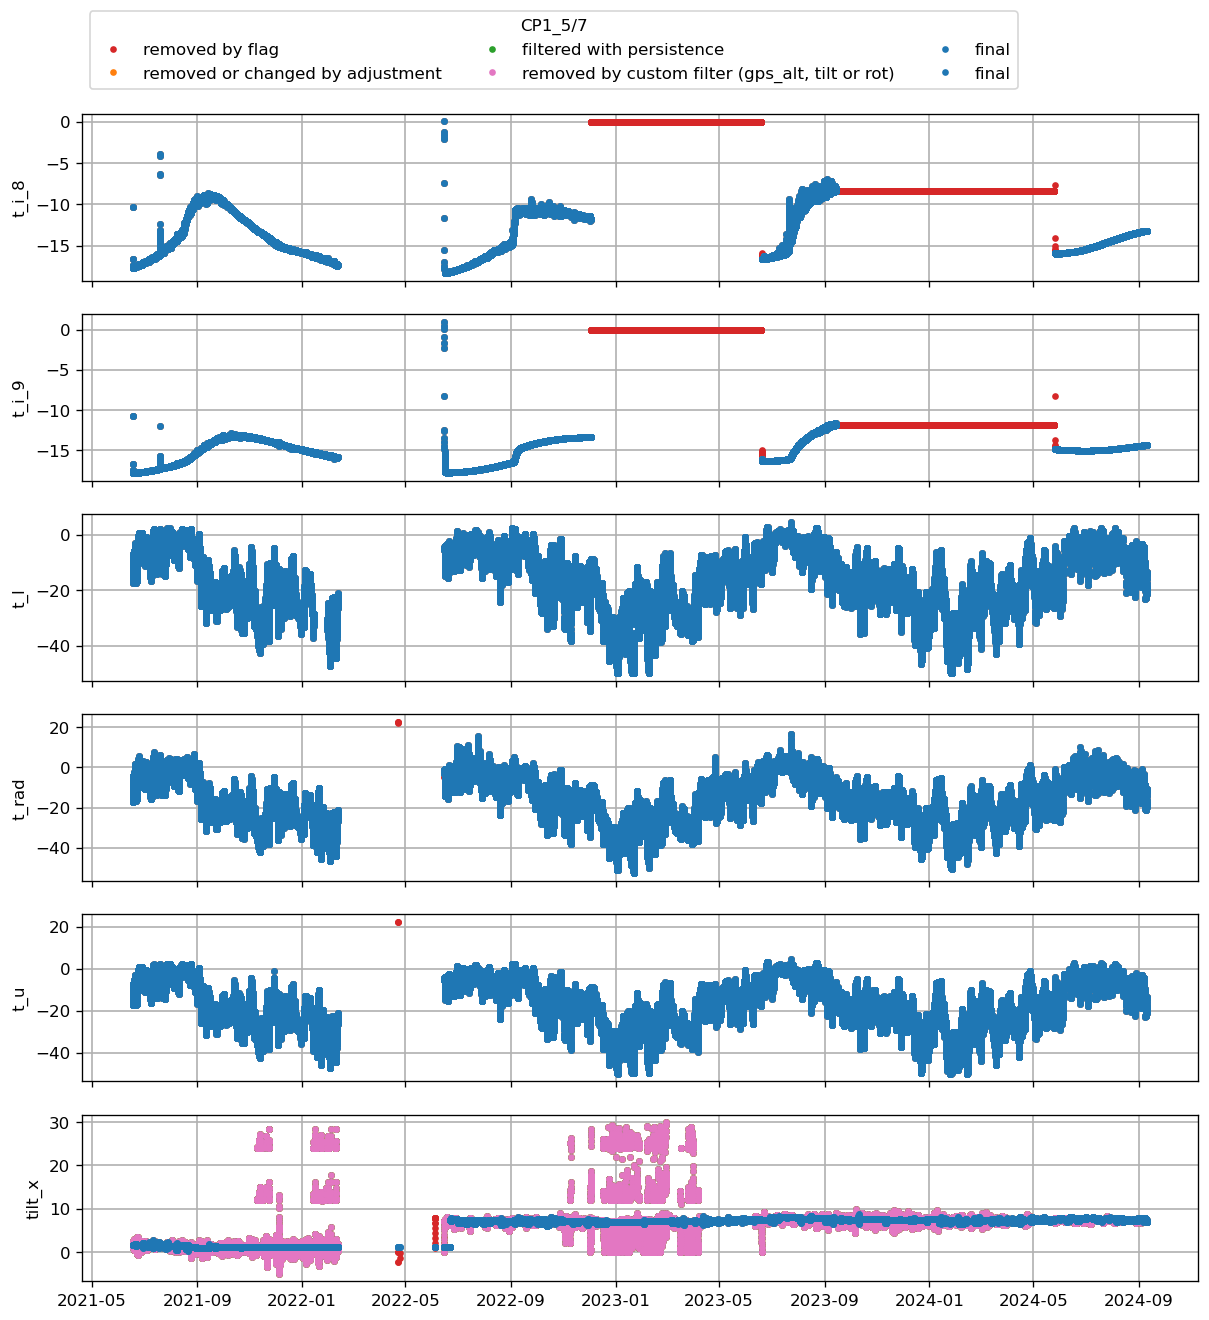 CP1_5/7
removed by flag
removed or changed by adjustment
filtered with persistence
removed by custom filter (gps_alt, tilt or rot)
final
final
t_i_8
0
−5
−10
−15
t_i_9
0
−5
−10
−15
t_l
0
−20
−40
t_rad
20
0
−20
−40
t_u
20
0
−20
−40
tilt_x
30
20
10
0
2021-05 2021-09 2022-01 2022-05 2022-09 2023-01 2023-05 2023-09 2024-01 2024-05 2024-09